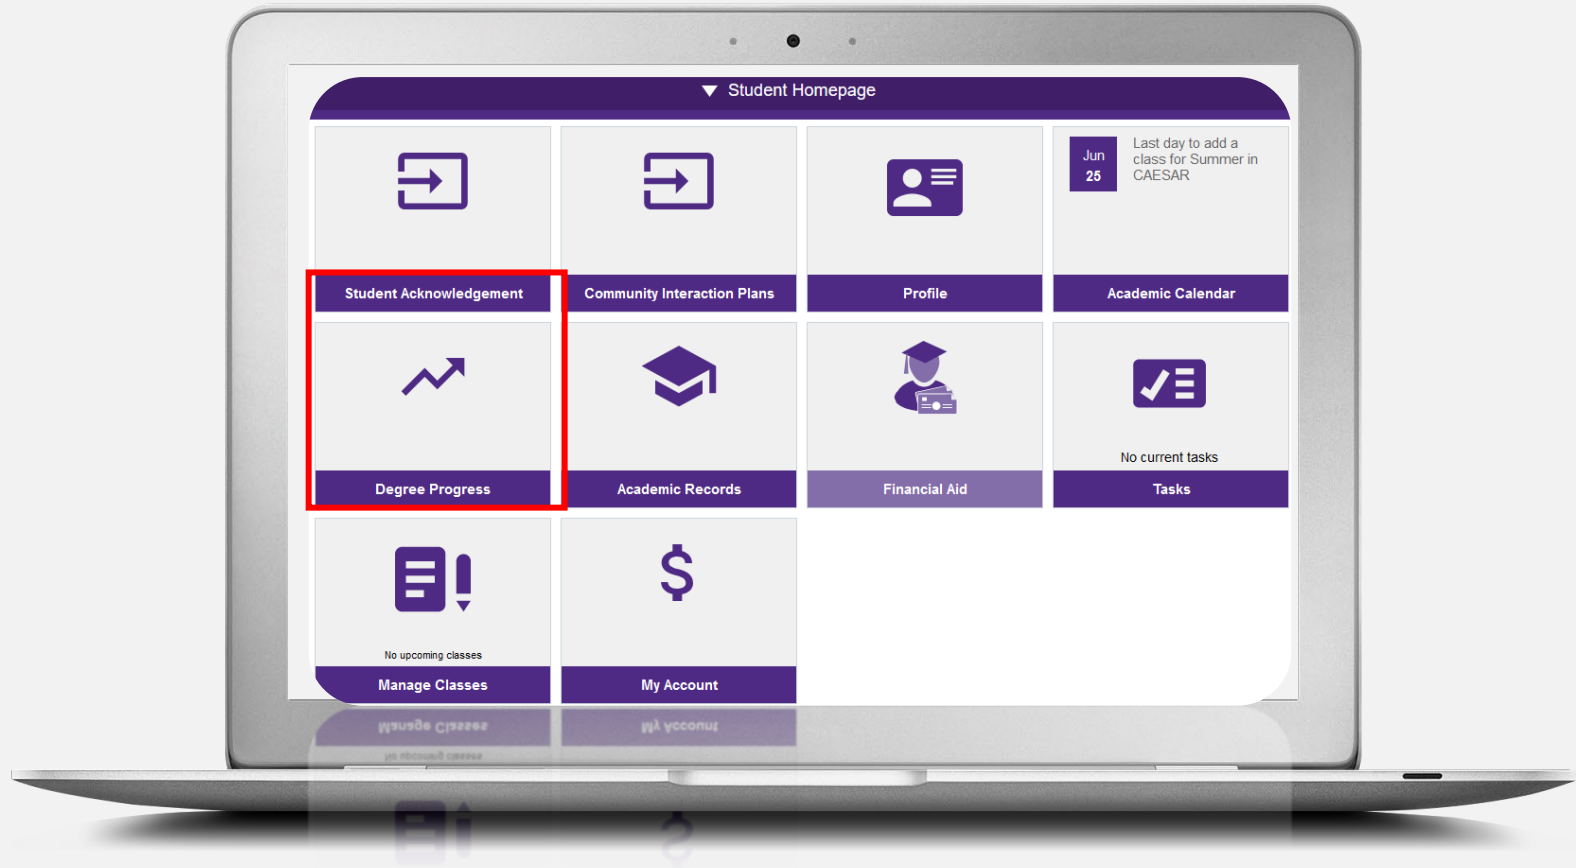 Student Homepage
Jun
25
Last day to add a
class for Summer in
CAESAR
Student Acknowledgement
Community Interaction Plans
Profile
Academic Calendar
No current tasks
Degree Progress
Academic Records
Financial Aid
Tasks
No upcoming classes
Manage Classes
My Account